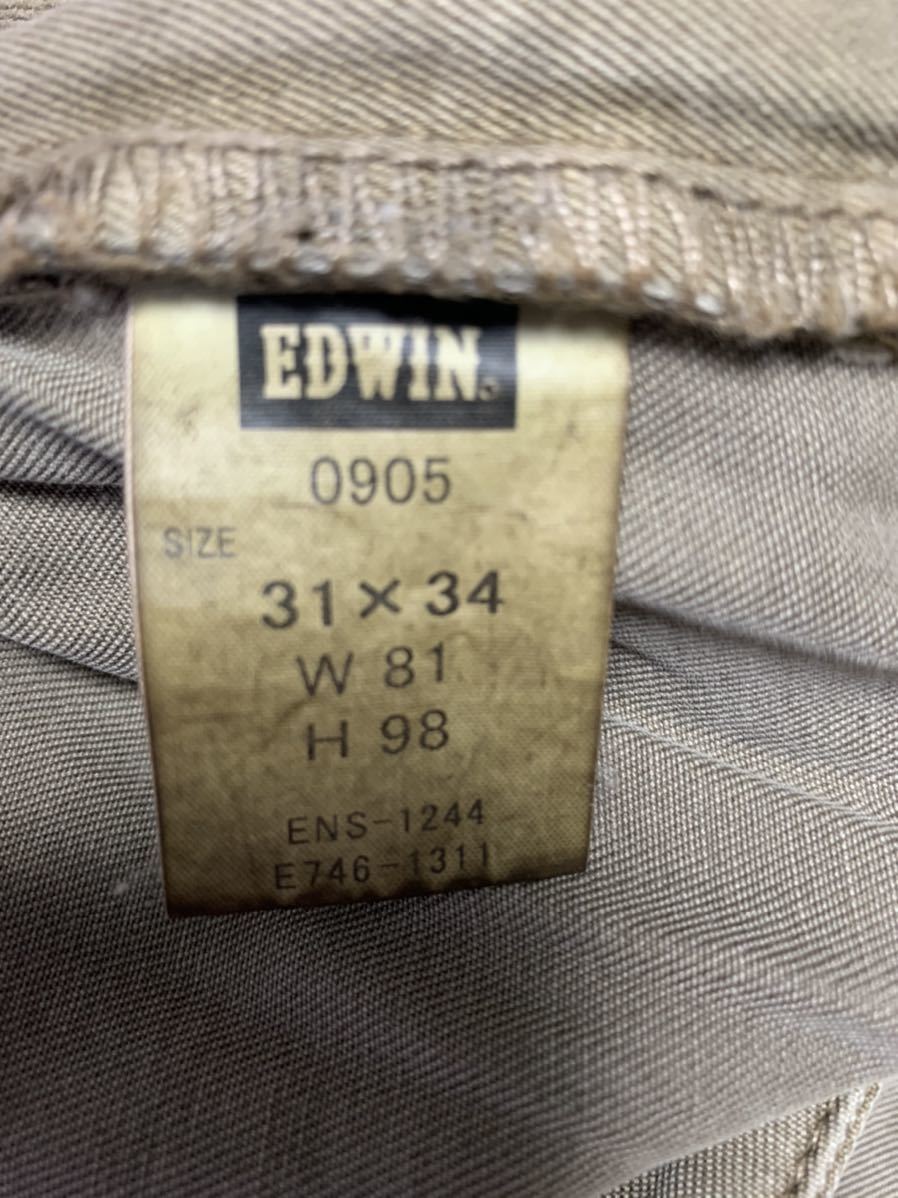 EDWIN.
0905
SIZE
31×34
W 81
H 98
ENS-1244
E746-1311